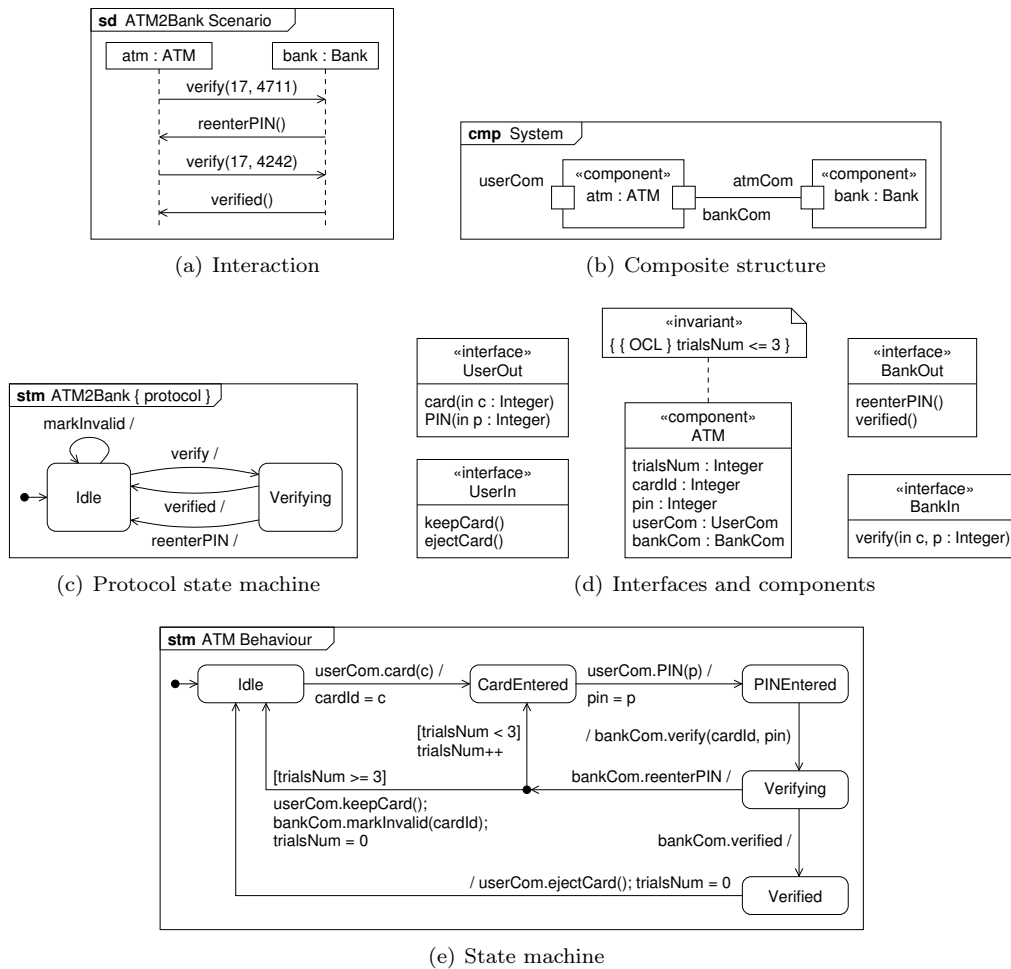 sd ATM2Bank Scenario
atm : ATM
bank : Bank
verify(17, 4711)
reenterPIN()
verify(17, 4242)
verified()
(a) Interaction
cmp System
userCom
«component»
atm : ATM
bankCom
atmCom
«component»
bank : Bank
(b) Composite structure
stm ATM2Bank { protocol }
markInvalid /
Idle
verify /
verified /
reenterPIN /
Verifying
(c) Protocol state machine
«interface»
UserOut
card(in c : Integer)
PIN(in p : Integer)
«interface»
UserIn
keepCard()
ejectCard()
«invariant»
{ { OCL } trialsNum <= 3 }
«component»
ATM
trialsNum : Integer
cardId : Integer
pin : Integer
userCom : UserCom
bankCom : BankCom
«interface»
BankOut
reenterPIN()
verified()
«interface»
BankIn
verify(in c, p : Integer)
(d) Interfaces and components
stm ATM Behaviour
Idle
userCom.card(c) /
cardId = c
CardEntered
userCom.PIN(p) /
pin = p
PINEntered
/ bankCom.verify(cardId, pin)
[trialsNum < 3]
trialsNum++
[trialsNum >= 3]
userCom.keepCard();
bankCom.markInvalid(cardId);
trialsNum = 0
bankCom.reenterPIN /
Verifying
bankCom.verified /
/ userCom.ejectCard(); trialsNum = 0
Verified
(e) State machine